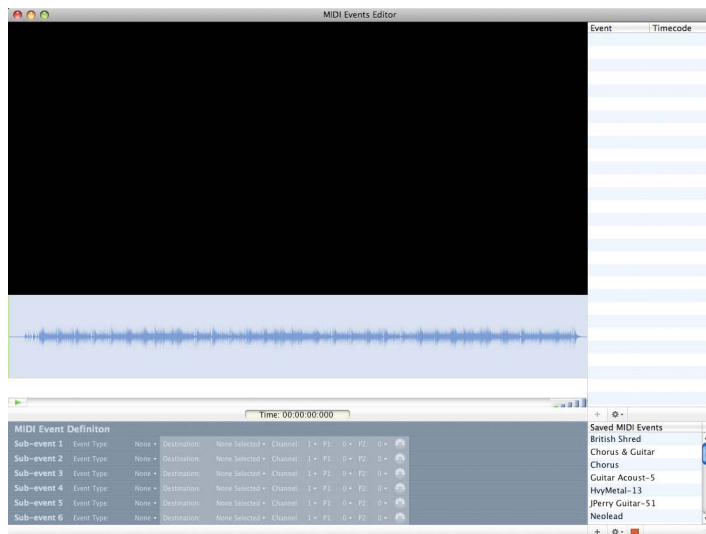 MIDI Events Editor
Event Timecode
Time: 00:00:00:000
MIDI Event Definiton
Sub-event 1 Event Type: None Destination: None Selected Channel: 1 P1: 0 P2: 0
Sub-event 2 Event Type: None Destination: None Selected Channel: 1 P1: 0 P2: 0
Sub-event 3 Event Type: None Destination: None Selected Channel: 1 P1: 0 P2: 0
Sub-event 4 Event Type: None Destination: None Selected Channel: 1 P1: 0 P2: 0
Sub-event 5 Event Type: None Destination: None Selected Channel: 1 P1: 0 P2: 0
Sub-event 6 Event Type: None Destination: None Selected Channel: 1 P1: 0 P2: 0
Saved MIDI Events
British Shred
Chorus & Guitar
Chorus
Guitar Acoust-5
HvyMetal-13
JPerry Guitar-51
Neolead